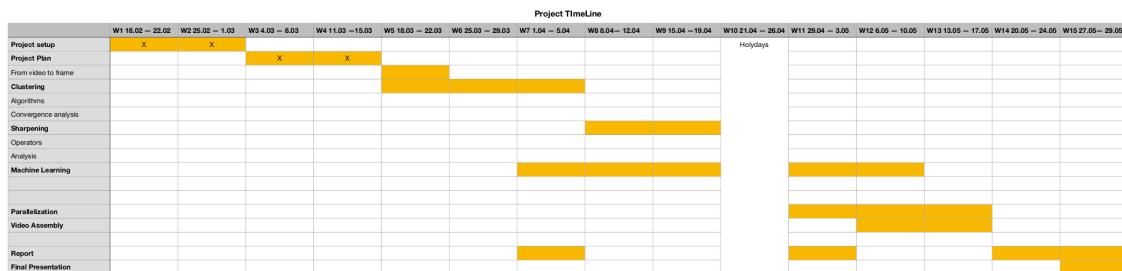 Project TImeLine
W1 18.02 — 22.02 W2 25.02 — 1.03 W3 4.03 — 8.03 W4 11.03 —15.03 W5 18.03 — 22.03 W6 25.03 — 29.03 W7 1.04 — 5.04 W8 8.04— 12.04 W9 15.04 —19.04 W10 21.04 — 26.04 W11 29.04 — 3.05 W12 6.05 — 10.05 W13 13.05 — 17.05 W14 20.05 — 24.05 W15 27.05— 29.05
Project setup X X Holydays
Project Plan X X
From video to frame
Clustering
Algorithms
Convergence analysis
Sharpening
Operators
Analysis
Machine Learning
Parallelization
Video Assembly
Report
Final Presentation